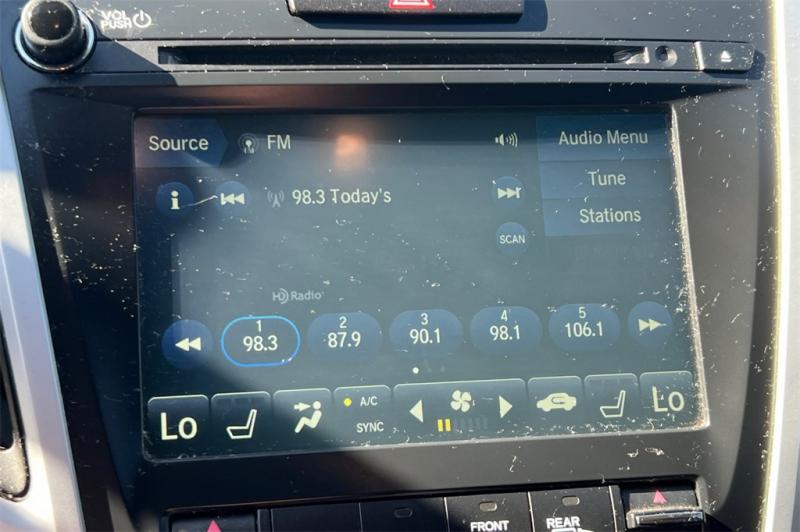 VOL
PUSH
Source
FM
Audio Menu
98.3 Today's
Tune
Stations
SCAN
HD Radio
1 2 3 4 5
98.3 87.9 90.1 98.1 106.1
Lo A/C Lo
SYNC
FRONT REAR